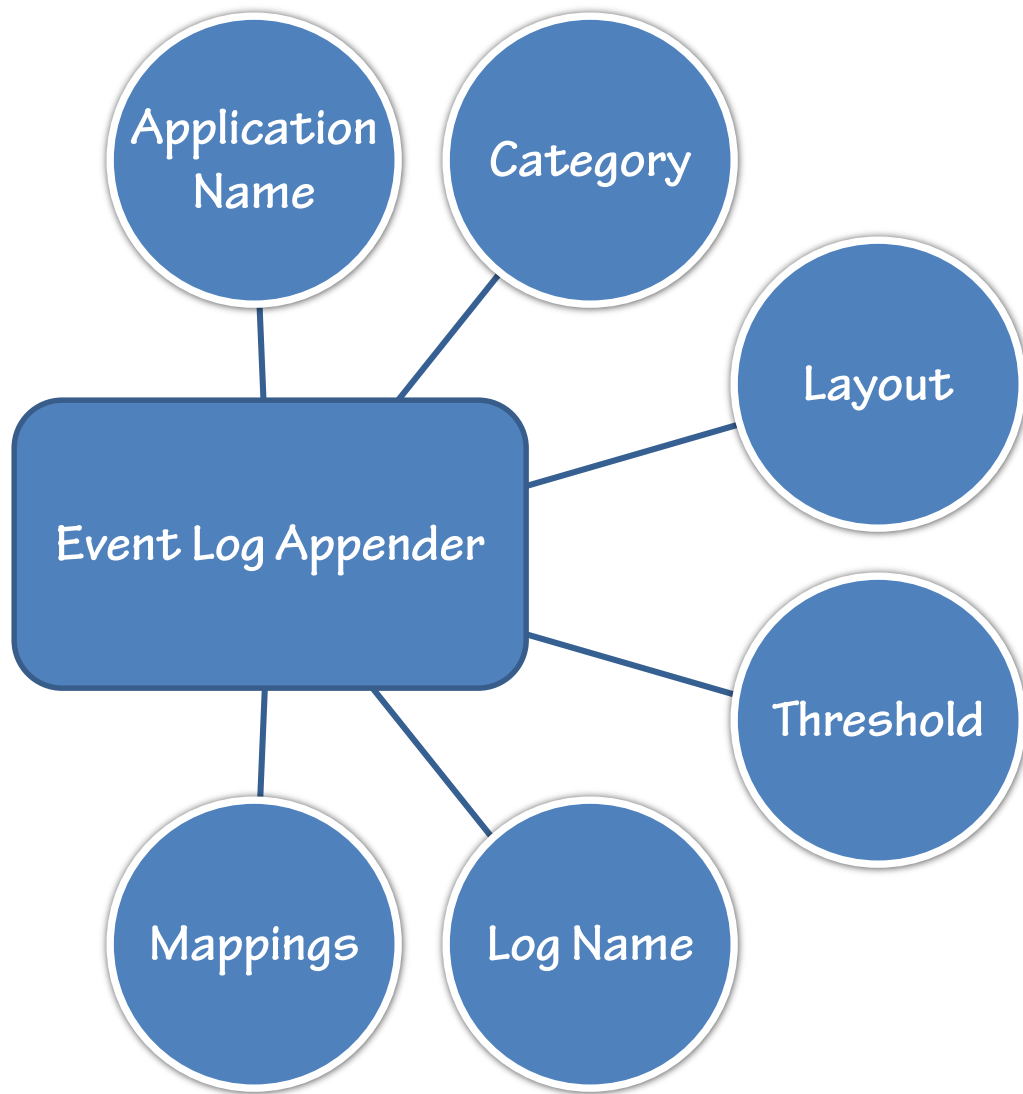 Application
Name
Category
Layout
Event Log Appender
Threshold
Mappings
Log Name